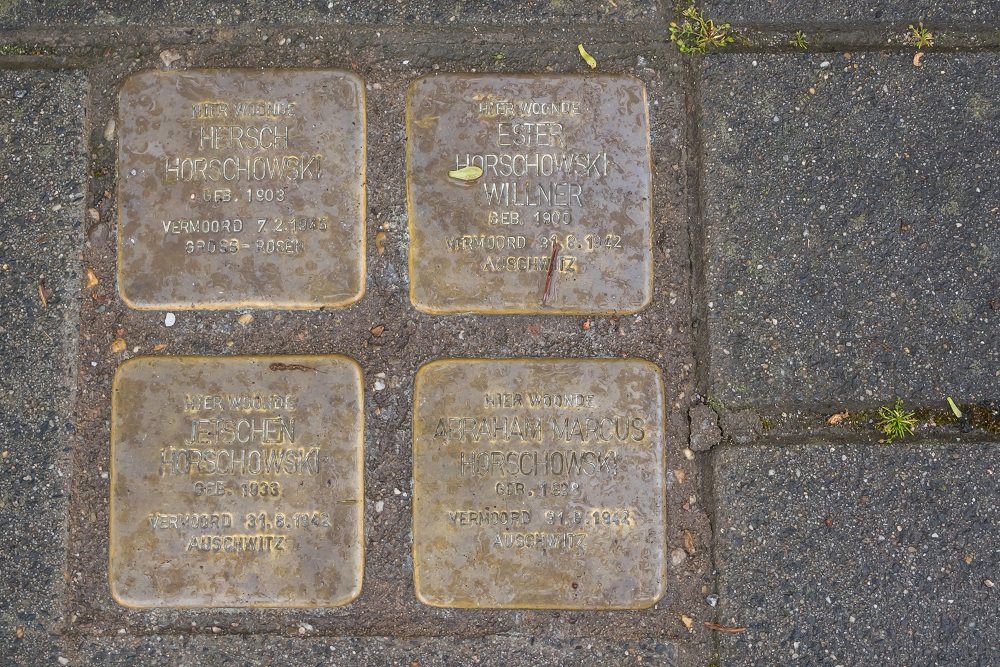 HIER WOONDE
HERSCH
HORSCHOWSKI
GEB. 1903
VERMOORD 7.2.1945
GROSS-ROSEN
HIER WOONDE
ESTER
HORSCHOWSKI
WILLNER
GEB. 1900
VERMOORD 31.8.1942
AUSCHWITZ
HIER WOONDE
JETSCHEN
HORSCHOWSKI
GEB. 1933
VERMOORD 31.8.1942
AUSCHWITZ
HIER WOONDE
ABRAHAM MARCUS
HORSCHOWSKI
GEB.
VERMOORD 31.8.1942
AUSCHWITZ